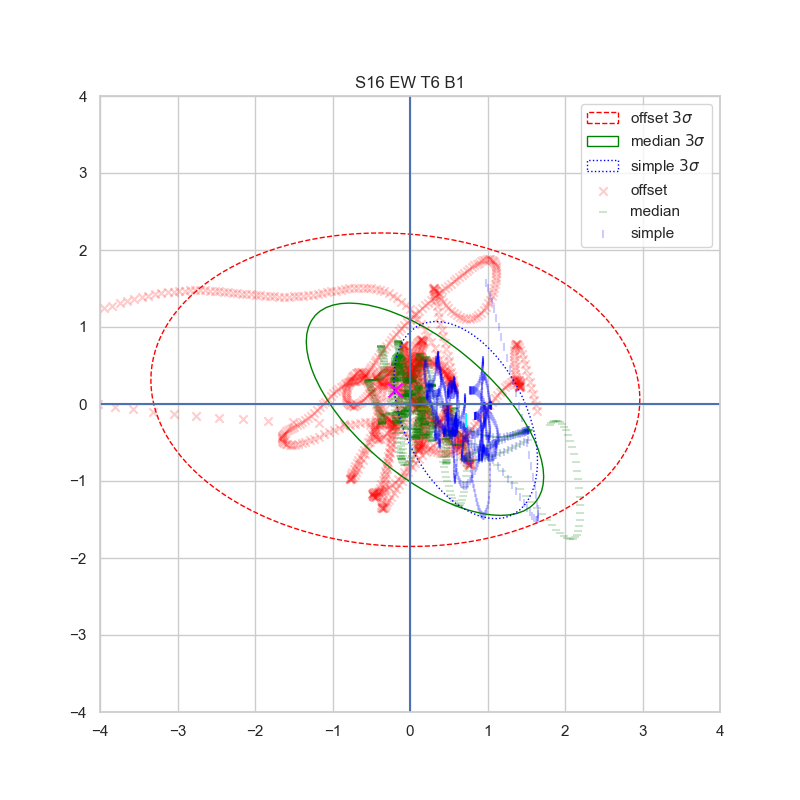 S16 EW T6 B1
offset 3σ
median 3σ
simple 3σ
offset
median
simple
4
3
2
1
0
−1
−2
−3
−4
−4 −3 −2 −1 0 1 2 3 4